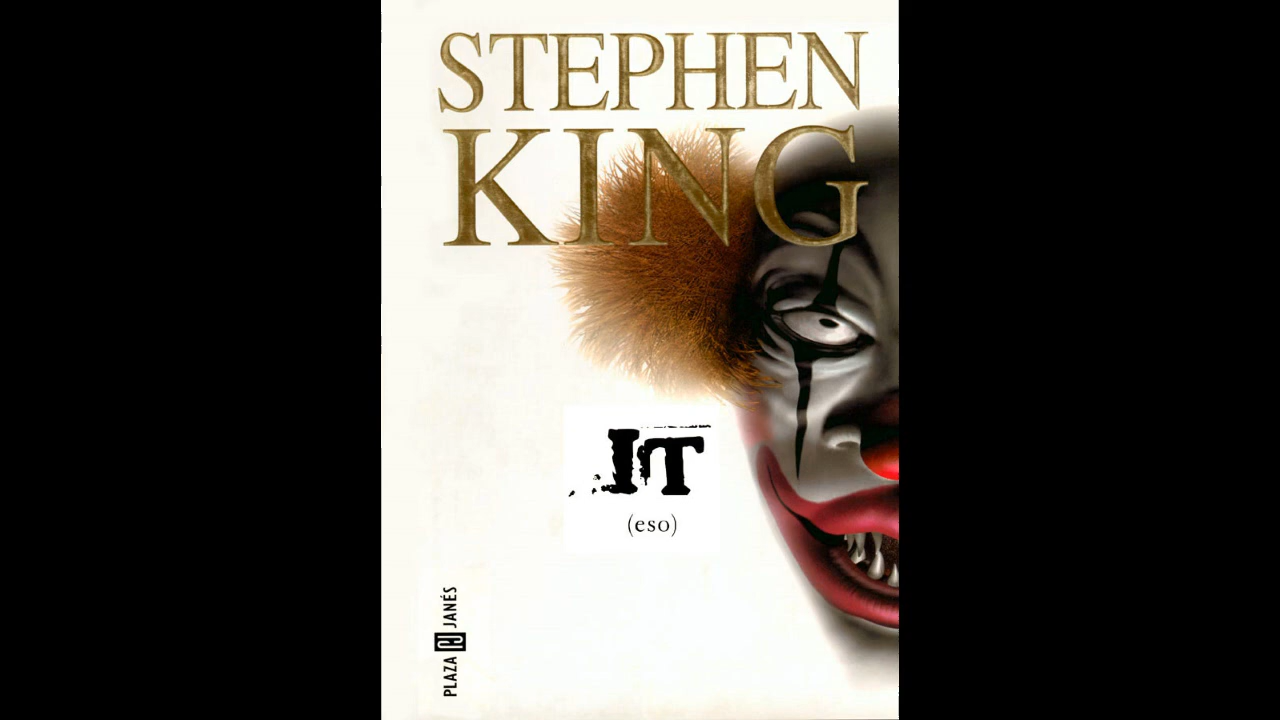 STEPHEN
KING
IT
(eso)
PLAZA JANÉS